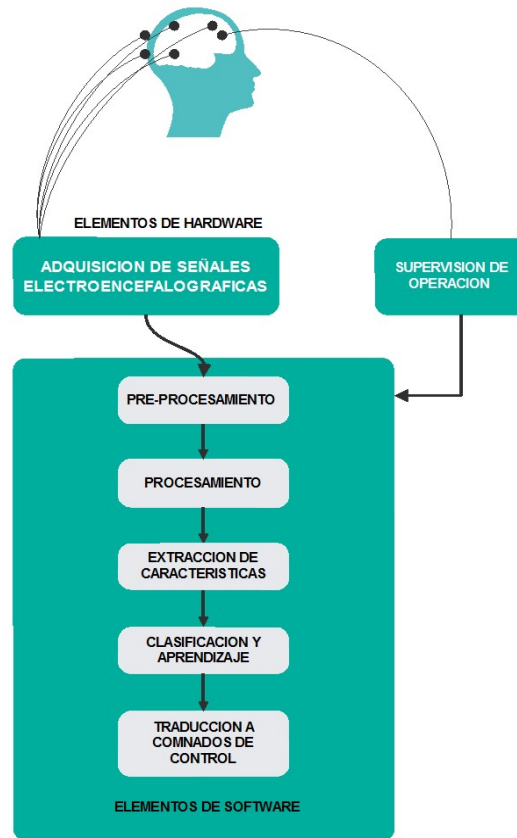 ELEMENTOS DE HARDWARE
ADQUISICION DE SEÑALES
ELECTROENCEFALOGRAFICAS
SUPERVISION DE
OPERACION
PRE-PROCESAMIENTO
PROCESAMIENTO
EXTRACCION DE
CARACTERISTICAS
CLASIFICACION Y
APRENDIZAJE
TRADUCCION A
COMNADOS DE
CONTROL
ELEMENTOS DE SOFTWARE